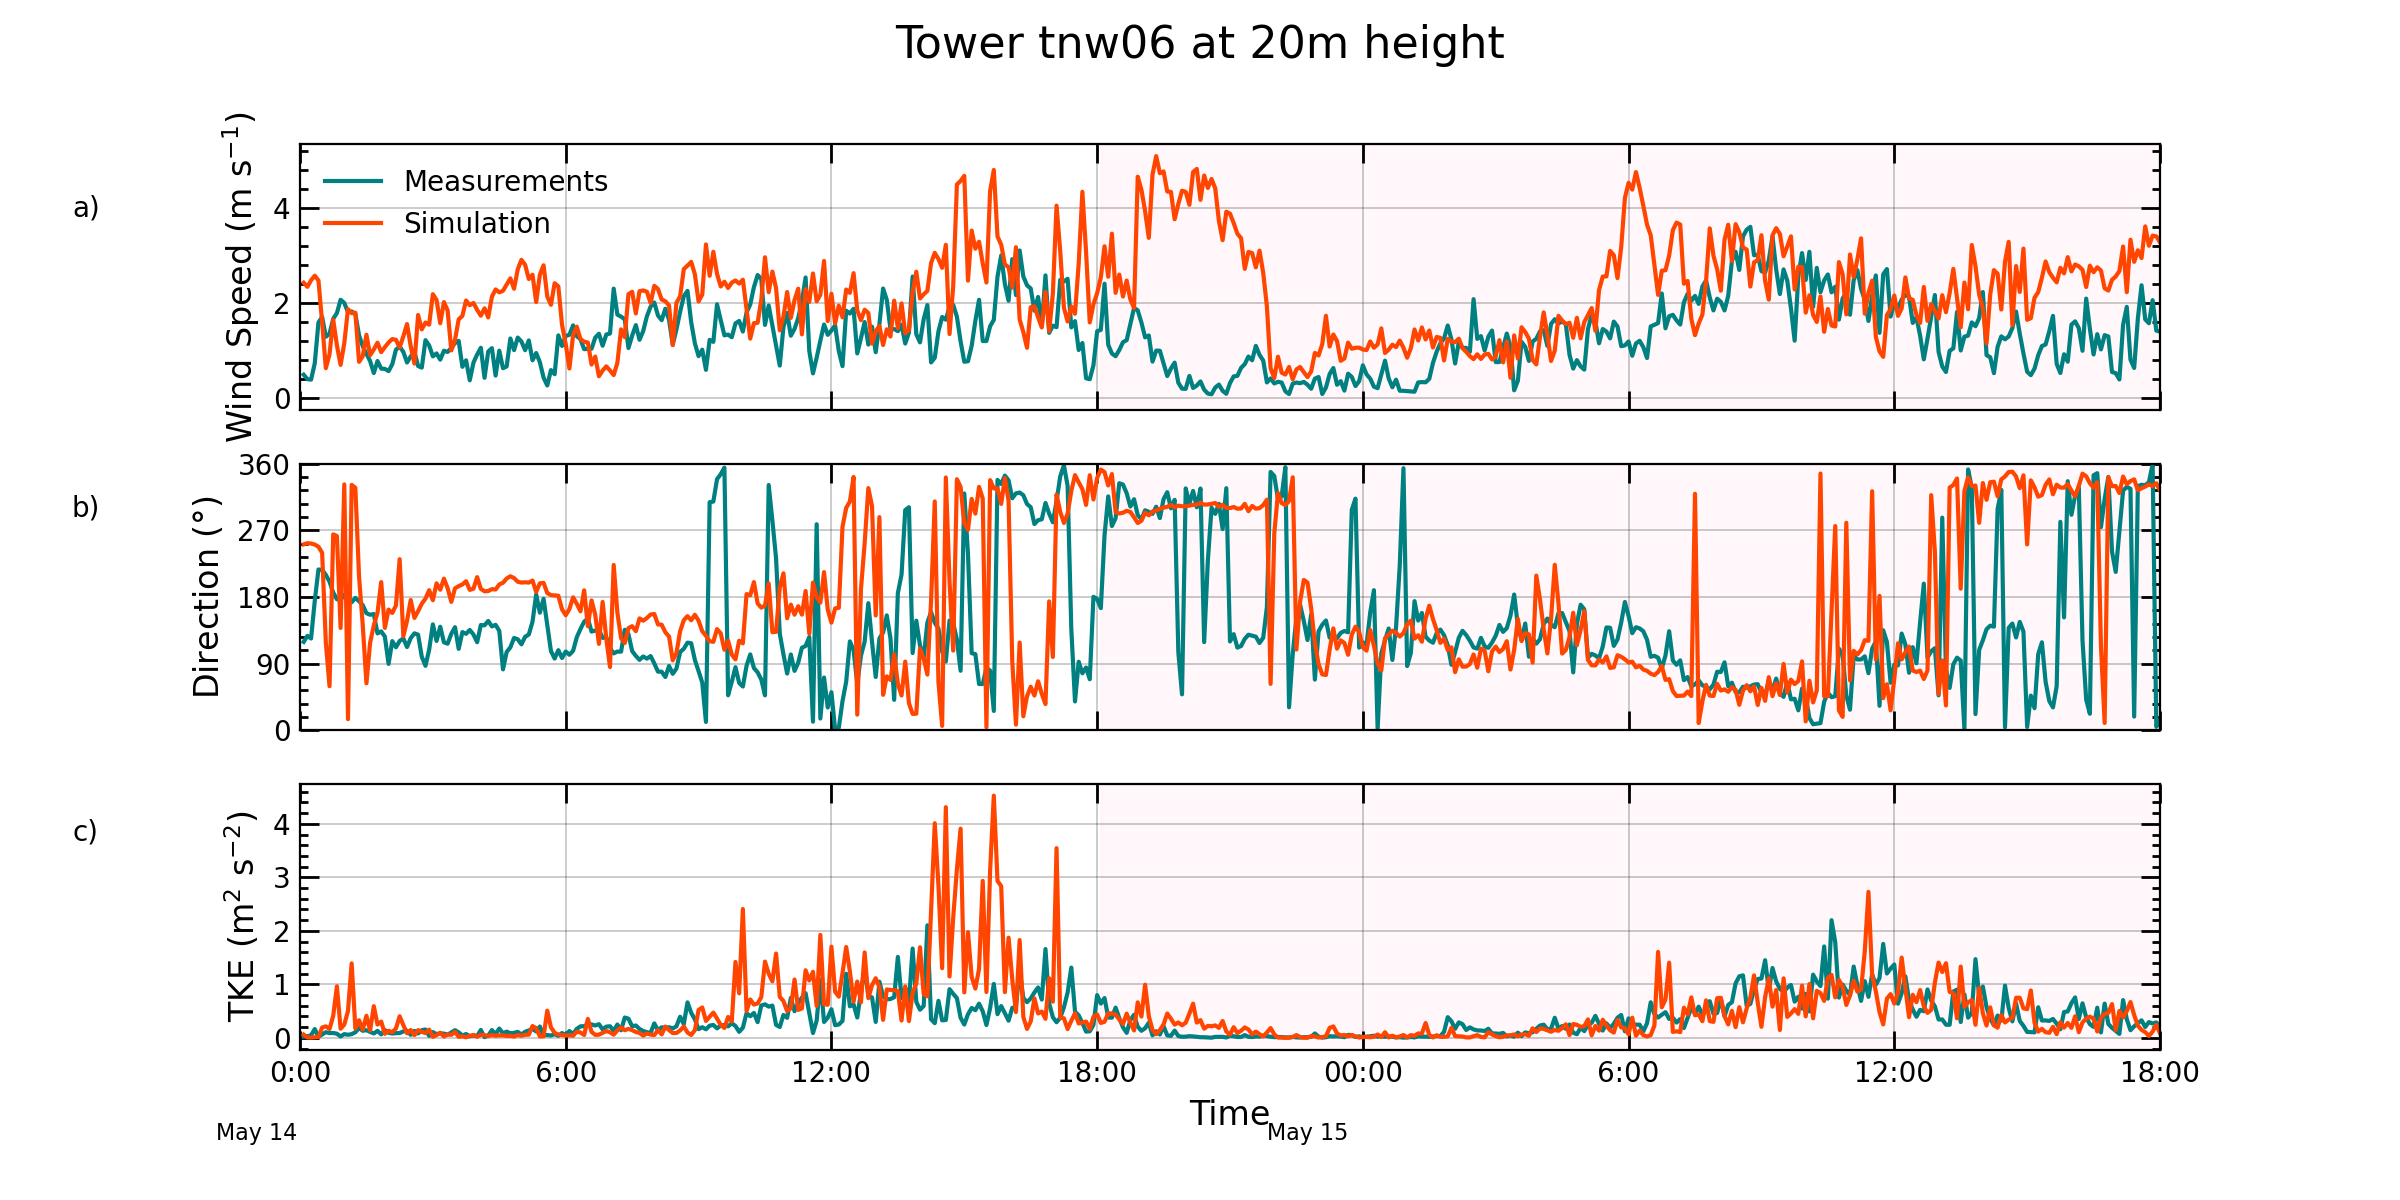 Tower tnw06 at 20m height
a)
Wind Speed (m s⁻¹)
4
2
0
Measurements
Simulation
b)
Direction (°)
360
270
180
90
0
c)
TKE (m² s⁻²)
4
3
2
1
0
0:00 6:00 12:00 18:00 00:00 6:00 12:00 18:00
Time
May 14 May 15